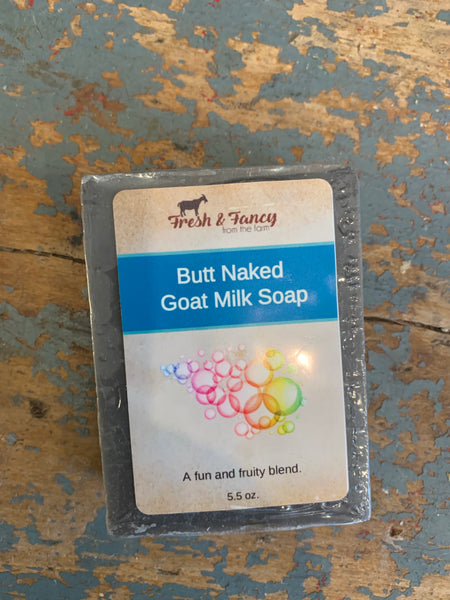 Fresh & Fancy
from the farm
Butt Naked
Goat Milk Soap
A fun and fruity blend.
5.5 oz.